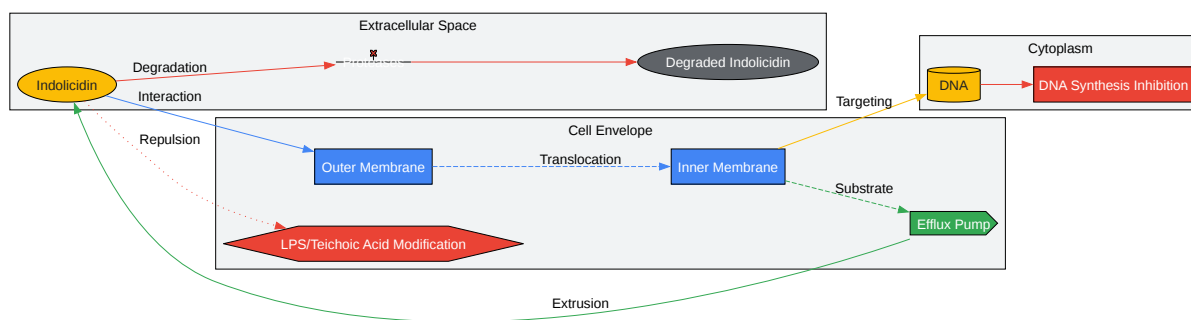 Extracellular Space
Cytoplasm
Degradation
Degraded Indolicidin
Indolicidin
DNA
DNA Synthesis Inhibition
Interaction
Targeting
Cell Envelope
Repulsion
Outer Membrane
Translocation
Inner Membrane
Substrate
Efflux Pump
LPS/Teichoic Acid Modification
Extrusion